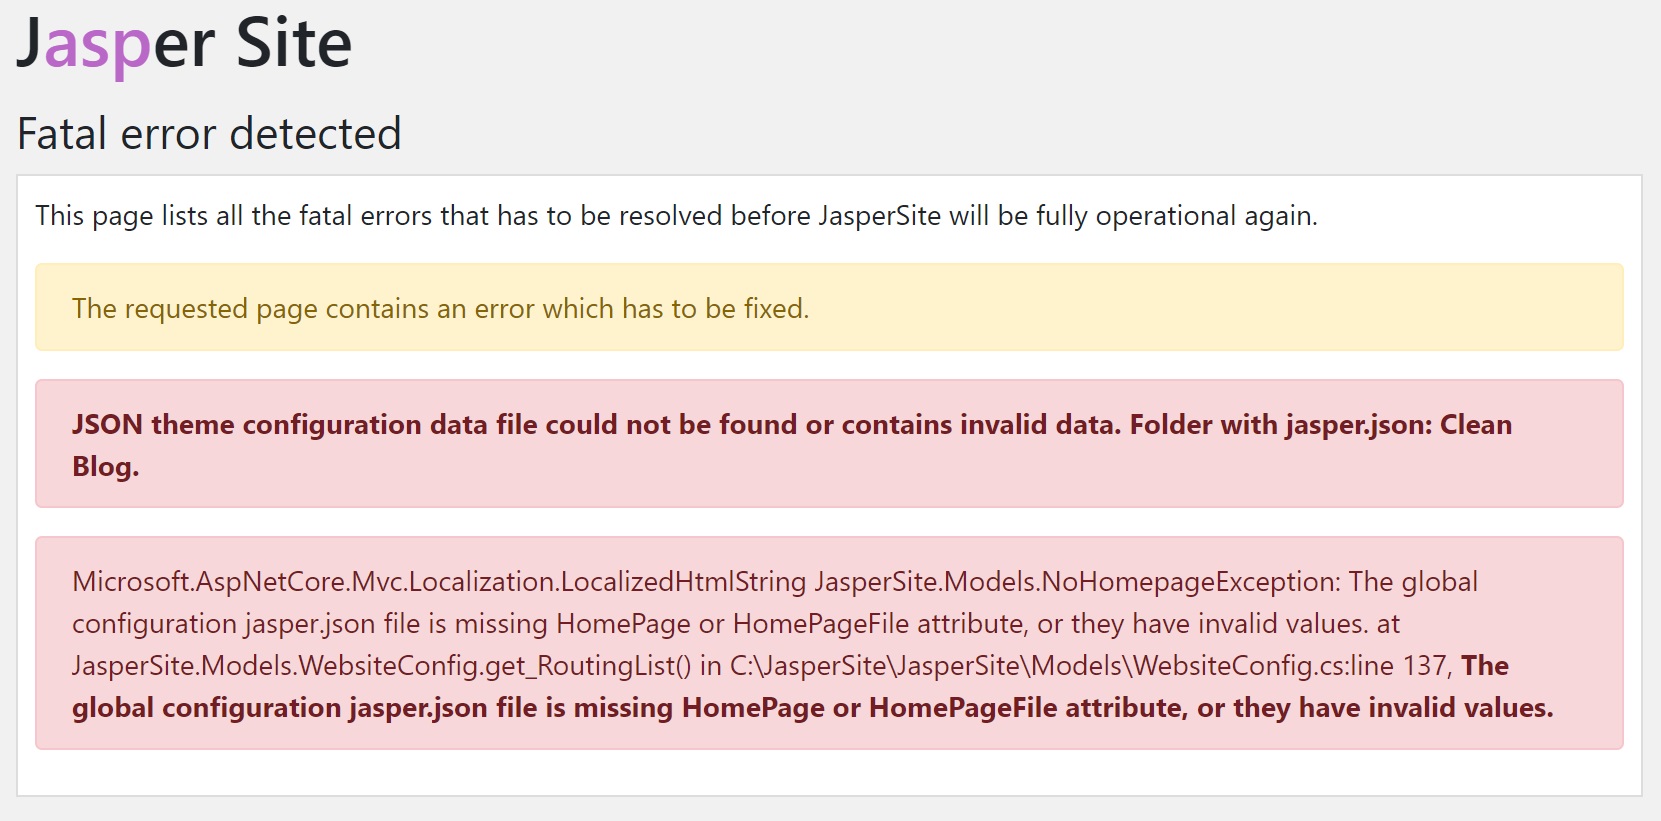 Jasper Site
Fatal error detected
This page lists all the fatal errors that has to be resolved before JasperSite will be fully operational again.
The requested page contains an error which has to be fixed.
JSON theme configuration data file could not be found or contains invalid data. Folder with jasper.json: Clean
Blog.
Microsoft.AspNetCore.Mvc.Localization.LocalizedHtmlString JasperSite.Models.NoHomepageException: The global
configuration jasper.json file is missing HomePage or HomePageFile attribute, or they have invalid values. at
JasperSite.Models.WebsiteConfig.get_RoutingList() in C:\JasperSite\JasperSite\Models\WebsiteConfig.cs:line 137, The
global configuration jasper.json file is missing HomePage or HomePageFile attribute, or they have invalid values.